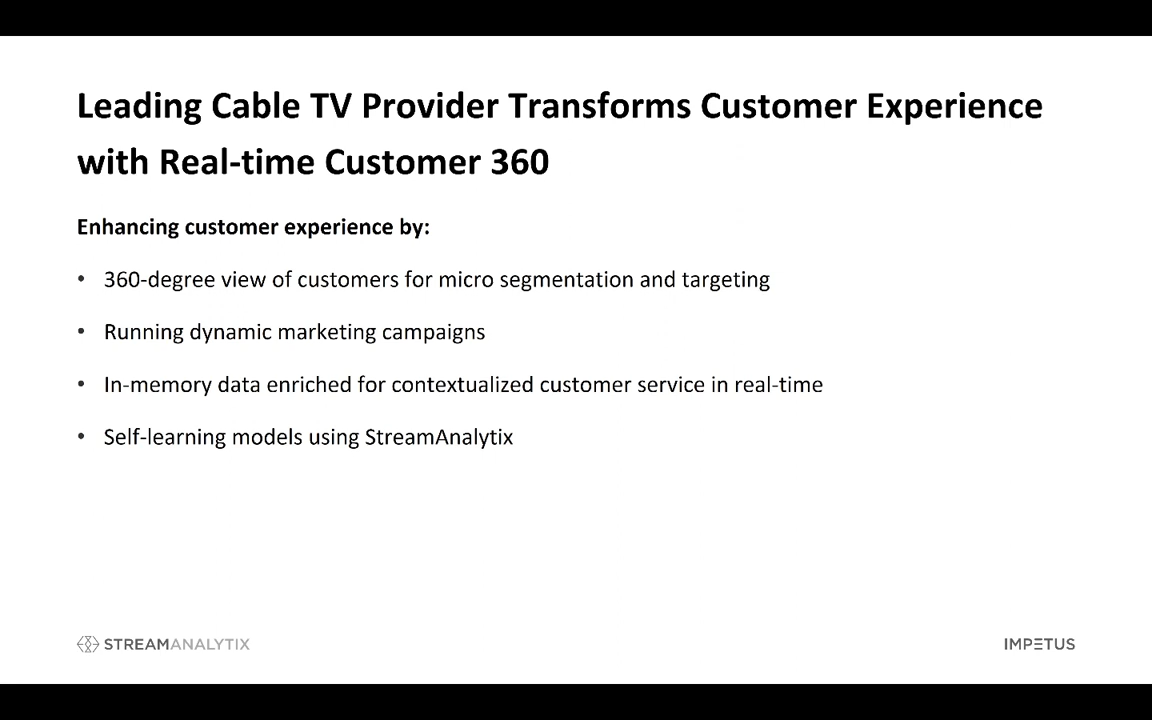 Leading Cable TV Provider Transforms Customer Experience
with Real-time Customer 360
Enhancing customer experience by:
• 360-degree view of customers for micro segmentation and targeting
• Running dynamic marketing campaigns
• In-memory data enriched for contextualized customer service in real-time
• Self-learning models using StreamAnalytix
STREAMANALYTIX
IMPETUS